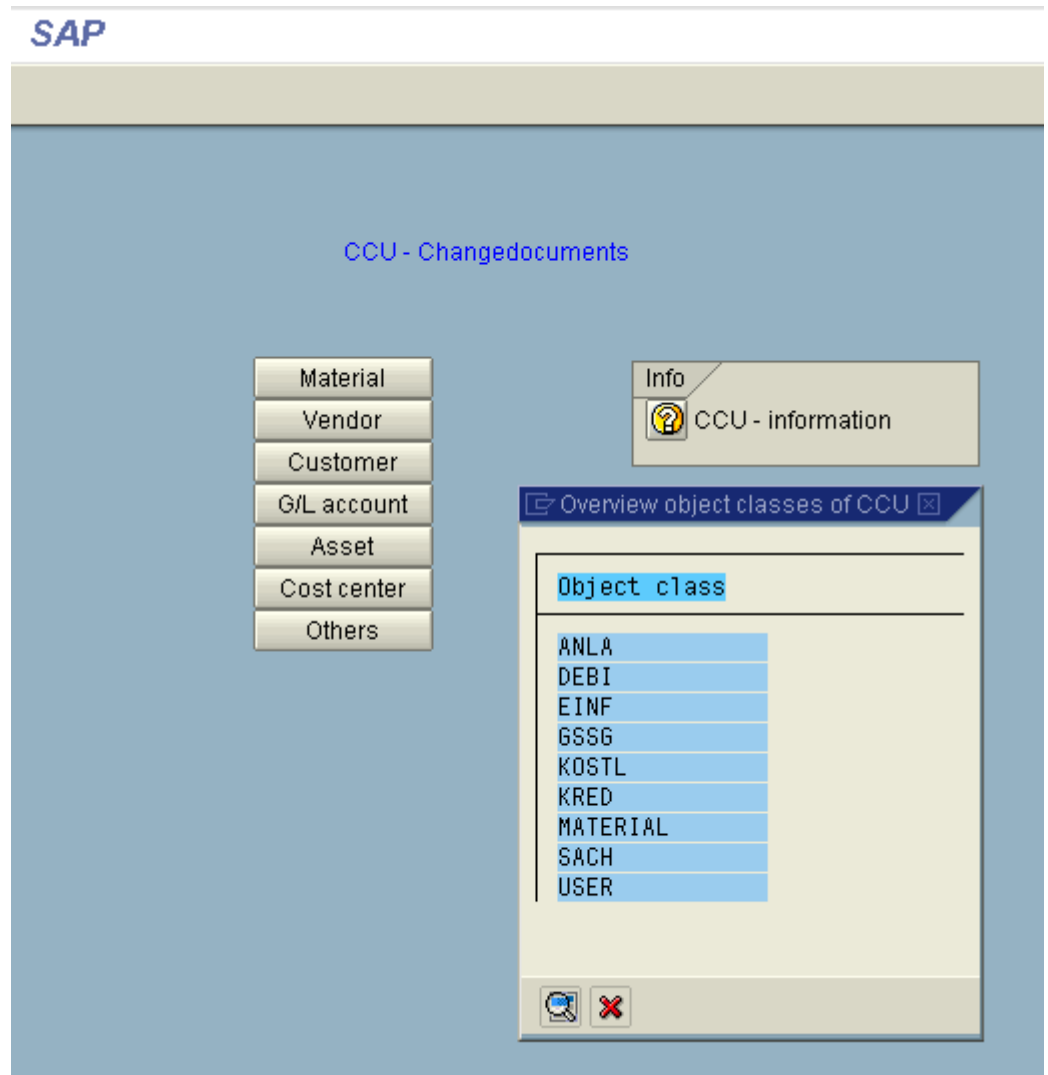 SAP
CCU - Changedocuments
Material
Vendor
Customer
G/L account
Asset
Cost center
Others
Info
CCU - information
Overview object classes of CCU
Object class
ANLA
DEBI
EINF
GSSG
KOSTL
KRED
MATERIAL
SACH
USER